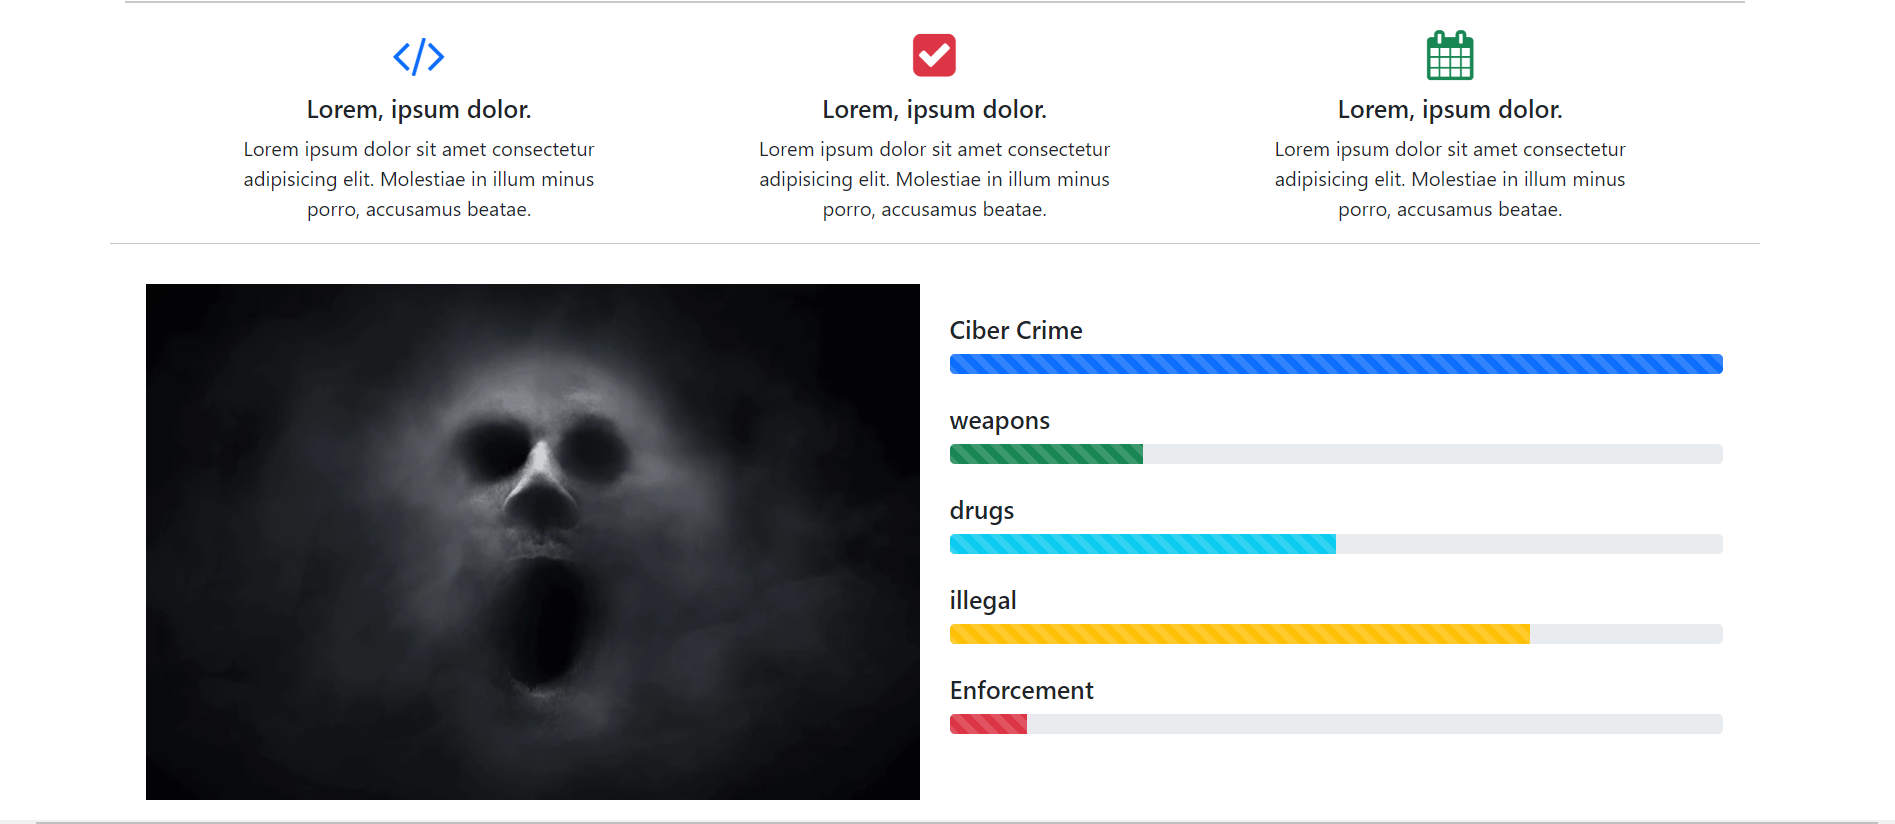 Lorem, ipsum dolor.
Lorem ipsum dolor sit amet consectetur
adipisicing elit. Molestiae in illum minus
porro, accusamus beatae.
Lorem, ipsum dolor.
Lorem ipsum dolor sit amet consectetur
adipisicing elit. Molestiae in illum minus
porro, accusamus beatae.
Lorem, ipsum dolor.
Lorem ipsum dolor sit amet consectetur
adipisicing elit. Molestiae in illum minus
porro, accusamus beatae.
Ciber Crime
weapons
drugs
illegal
Enforcement